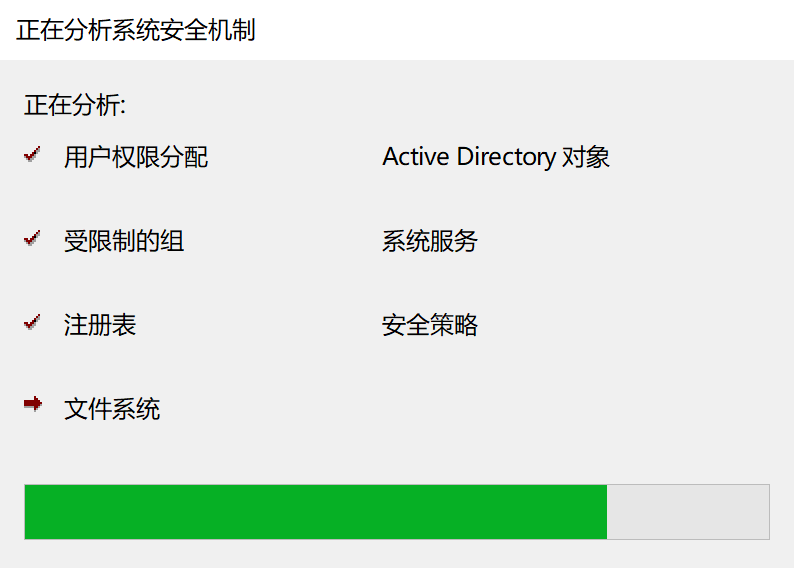 正在分析系统安全机制
正在分析:
用户权限分配
Active Directory 对象
受限制的组
系统服务
注册表
安全策略
文件系统